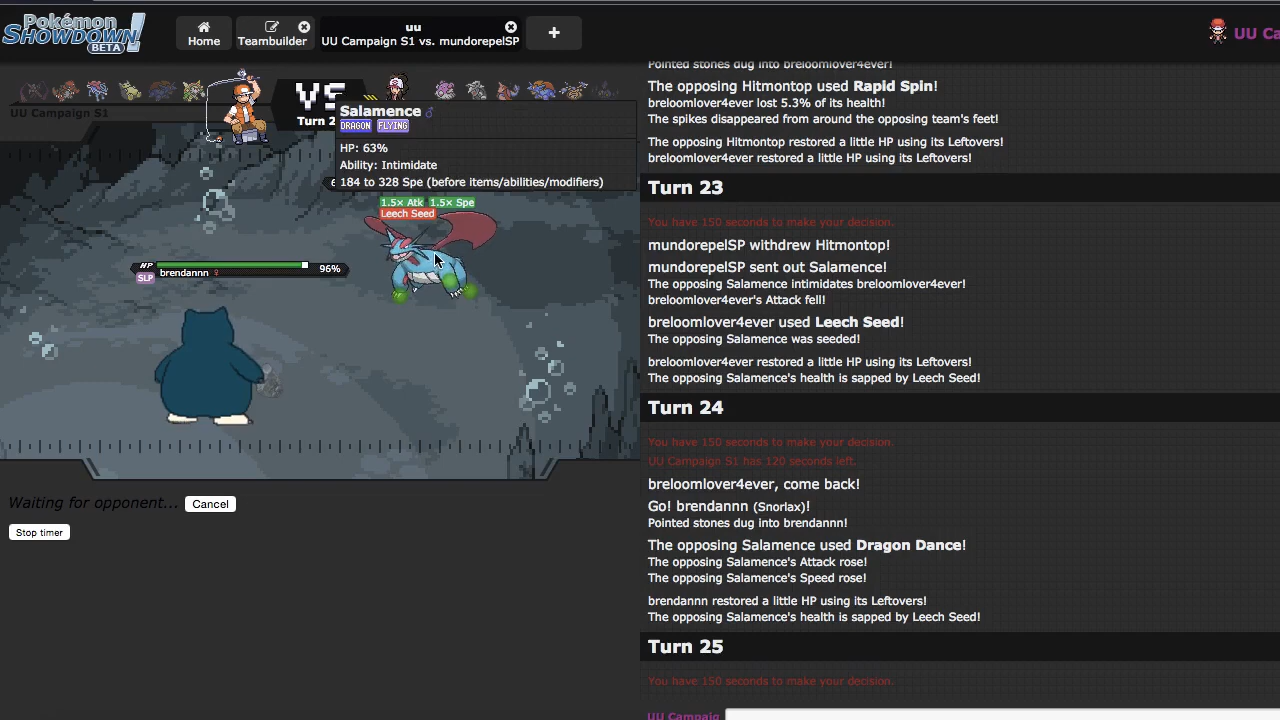 Pokémon
SHOWDOWN!
BETA
Home
Teambuilder
uu
UU Campaign S1 vs. mundorepelSP
+
UU Ca
UU Campaign S1
VS
Turn 2
Salamence ♂
DRAGON FLYING
HP: 63%
Ability: Intimidate
184 to 328 Spe (before items/abilities/modifiers)
1.5× Atk 1.5× Spe
Leech Seed
HP
96%
SLP
brendannn ♀
Waiting for opponent...
Cancel
Stop timer
Pointed stones dug into breloomlover4ever!
The opposing Hitmontop used Rapid Spin!
breloomlover4ever lost 5.3% of its health!
The spikes disappeared from around the opposing team's feet!
The opposing Hitmontop restored a little HP using its Leftovers!
breloomlover4ever restored a little HP using its Leftovers!
Turn 23
You have 150 seconds to make your decision.
mundorepelSP withdrew Hitmontop!
mundorepelSP sent out Salamence!
The opposing Salamence intimidates breloomlover4ever!
breloomlover4ever's Attack fell!
breloomlover4ever used Leech Seed!
The opposing Salamence was seeded!
breloomlover4ever restored a little HP using its Leftovers!
The opposing Salamence's health is sapped by Leech Seed!
Turn 24
You have 150 seconds to make your decision.
UU Campaign S1 has 120 seconds left.
breloomlover4ever, come back!
Go! brendannn (Snorlax)!
Pointed stones dug into brendannn!
The opposing Salamence used Dragon Dance!
The opposing Salamence's Attack rose!
The opposing Salamence's Speed rose!
brendannn restored a little HP using its Leftovers!
The opposing Salamence's health is sapped by Leech Seed!
Turn 25
You have 150 seconds to make your decision.
UU Campaig